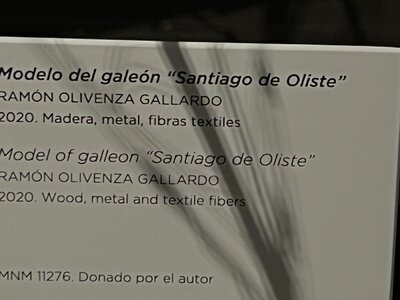 Modelo del galeón “Santiago de Oliste”
RAMÓN OLIVENZA GALLARDO
2020. Madera, metal, fibras textiles
Model of galleon “Santiago de Oliste”
RAMÓN OLIVENZA GALLARDO
2020. Wood, metal and textile fibers
MNM 11276. Donado por el autor